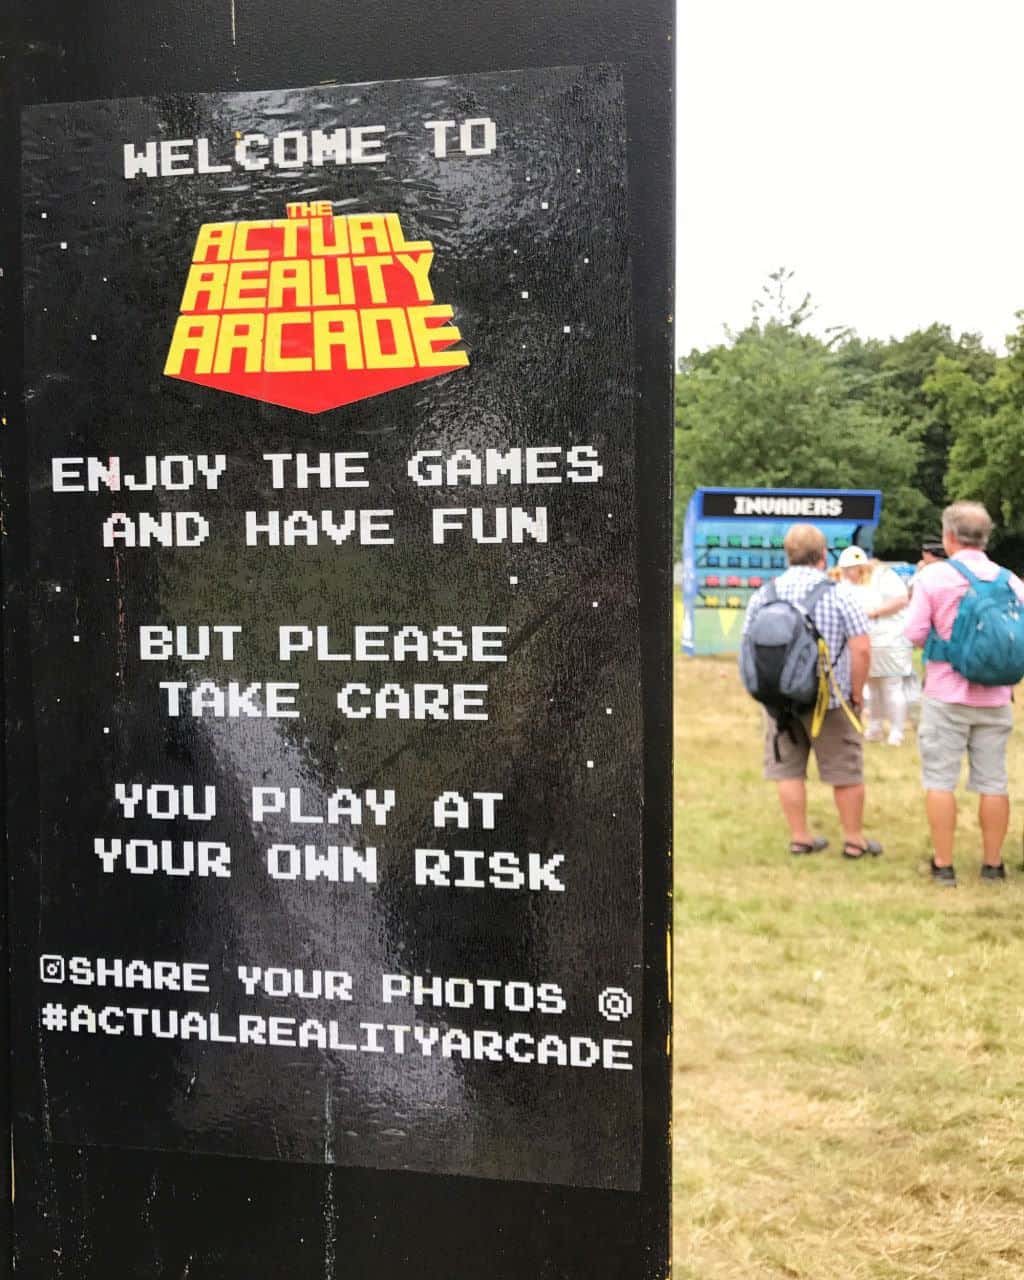 WELCOME TO
THE
ACTUAL
REALITY
ARCADE
ENJOY THE GAMES
AND HAVE FUN
BUT PLEASE
TAKE CARE
YOU PLAY AT
YOUR OWN RISK
SHARE YOUR PHOTOS @
#ACTUALREALITYARCADE
INVADERS